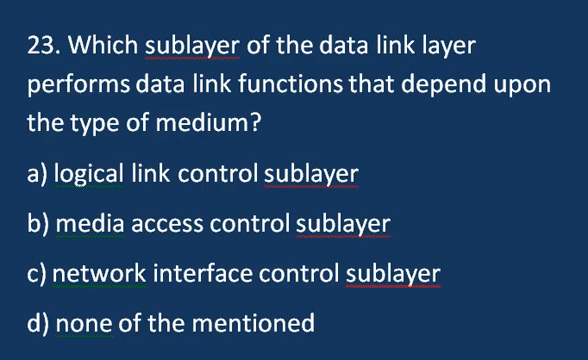 23. Which sublayer of the data link layer
performs data link functions that depend upon
the type of medium?
a) logical link control sublayer
b) media access control sublayer
c) network interface control sublayer
d) none of the mentioned